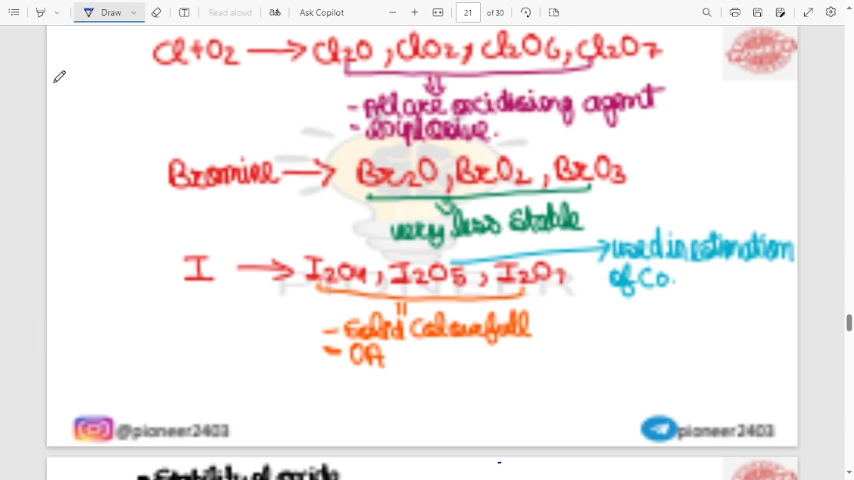 Draw
Read aloud
Ask Copilot
21 of 30
Cl+O2 → Cl2O, ClO2, Cl2O6, Cl2O7
- All are oxidising agent
- explosive.
Bromine → Br2O, BrO2, BrO3
very less stable
I → I2O4, I2O5, I2O7
used in estimation
of Co.
- Solid Colourfull
- OA
PIONEER
@pioneer2403
pioneer2403
Stability of oxide